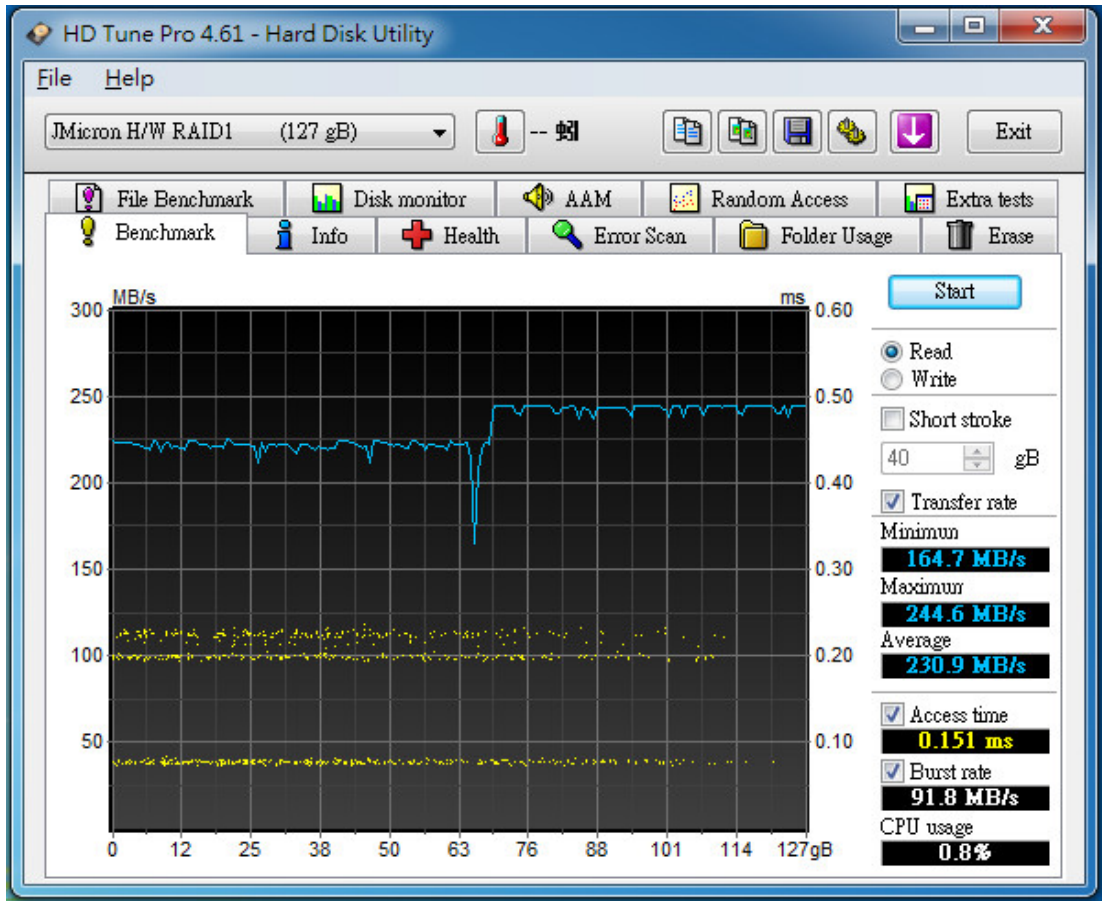 HD Tune Pro 4.61 - Hard Disk Utility
File Help
JMicron H/W RAID1 (127 gB)
-- 蚓
Exit
File Benchmark
Disk monitor
AAM
Random Access
Extra tests
Benchmark
Info
Health
Error Scan
Folder Usage
Erase
MB/s
ms
300
250
200
150
100
50
0.60
0.50
0.40
0.30
0.20
0.10
0 12 25 38 50 63 76 88 101 114 127gB
Start
Read
Write
Short stroke
40 gB
Transfer rate
Minimun
164.7 MB/s
Maximurr
244.6 MB/s
Average
230.9 MB/s
Access time
0.151 ms
Burst rate
91.8 MB/s
CPU usage
0.8%